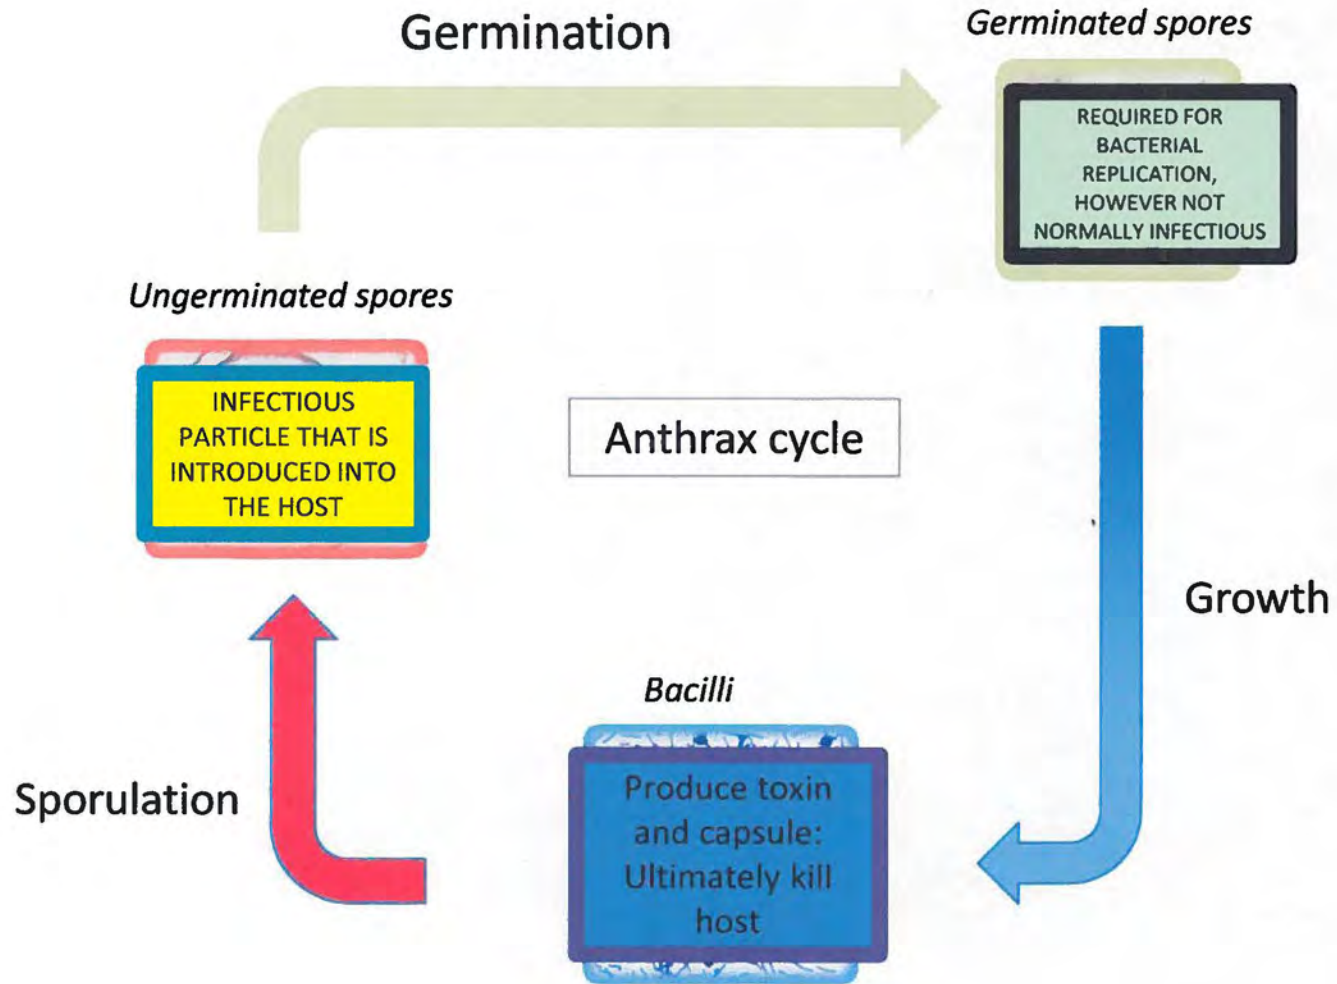 Germination
Germinated spores
REQUIRED FOR
BACTERIAL
REPLICATION,
HOWEVER NOT
NORMALLY INFECTIOUS
Ungerminated spores
INFECTIOUS
PARTICLE THAT IS
INTRODUCED INTO
THE HOST
Anthrax cycle
Growth
Bacilli
Produce toxin
and capsule:
Ultimately kill
host
Sporulation